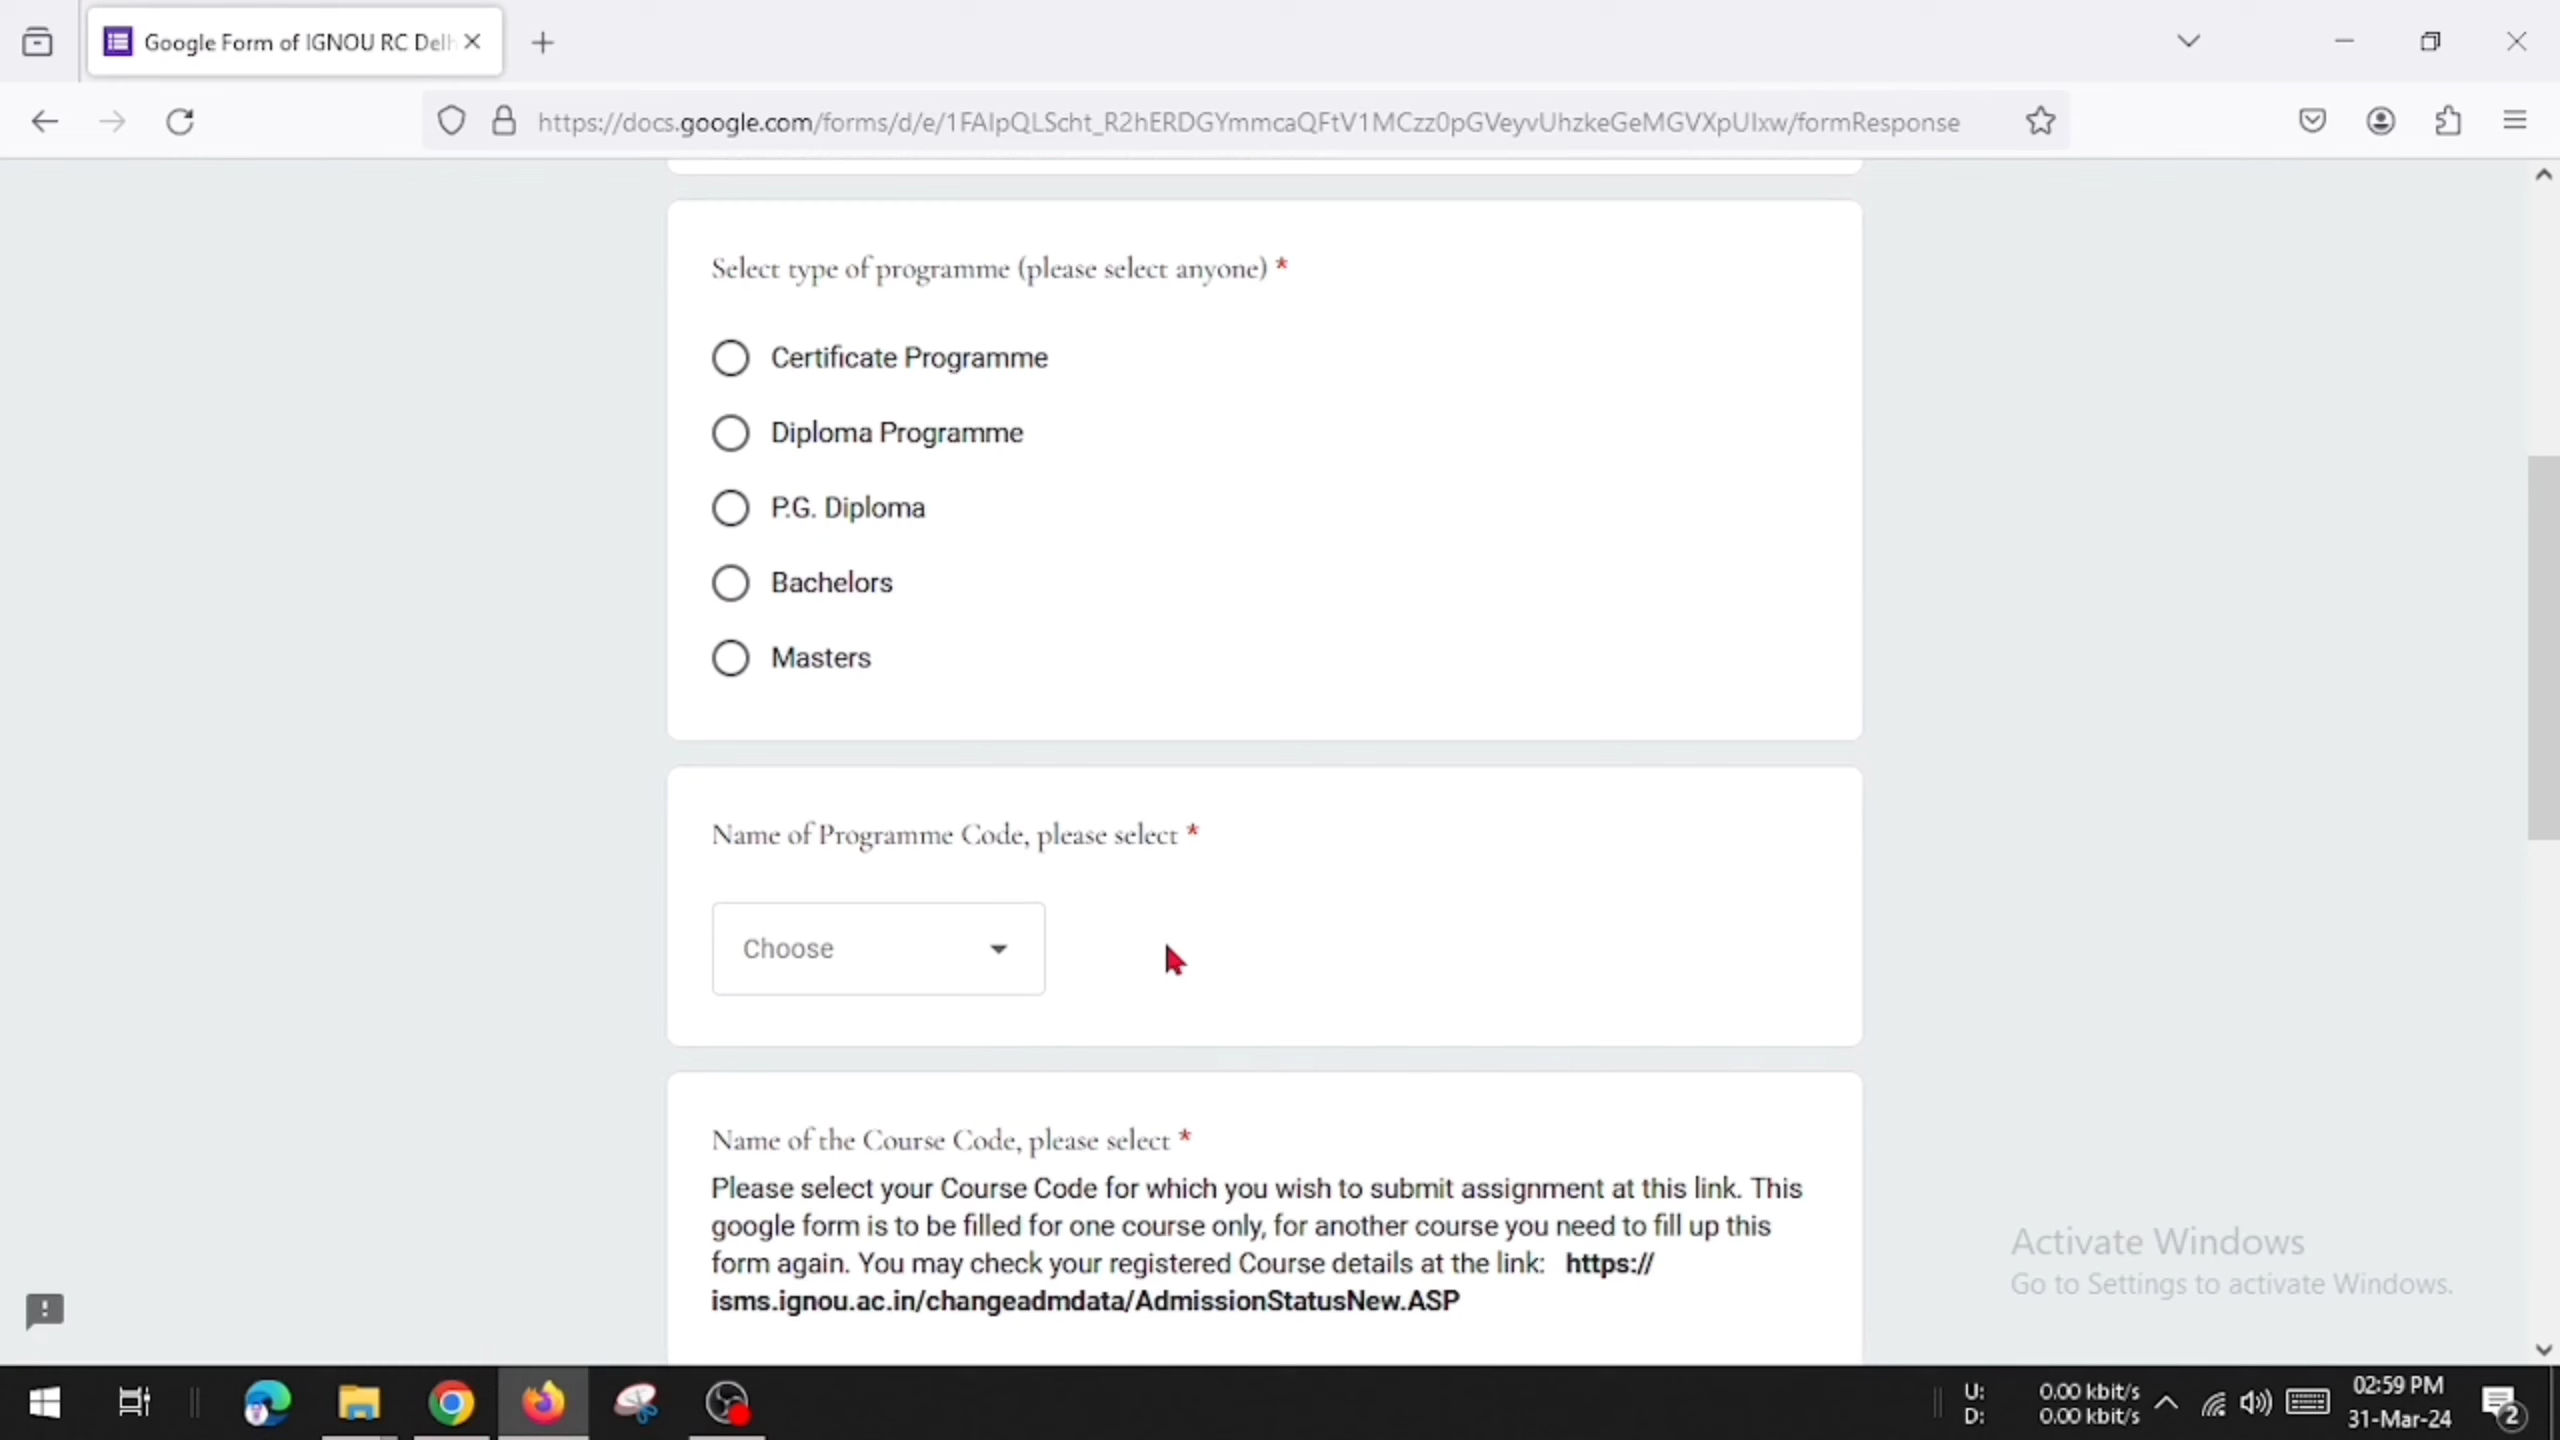 Google Form of IGNOU RC Delh
https://docs.google.com/forms/d/e/1FAIpQLScht_R2hERDGYmmcaQFtV1MCzz0pGVeyvUhzkeGeMGVXpUIxw/formResponse
Select type of programme (please select anyone) *
Certificate Programme
Diploma Programme
P.G. Diploma
Bachelors
Masters
Name of Programme Code, please select *
Choose
Name of the Course Code, please select *
Please select your Course Code for which you wish to submit assignment at this link. This
google form is to be filled for one course only, for another course you need to fill up this
form again. You may check your registered Course details at the link: https://
isms.ignou.ac.in/changeadmdata/AdmissionStatusNew.ASP
Activate Windows
Go to Settings to activate Windows.
U: 0.00 kbit/s
D: 0.00 kbit/s
02:59 PM
31-Mar-24
2